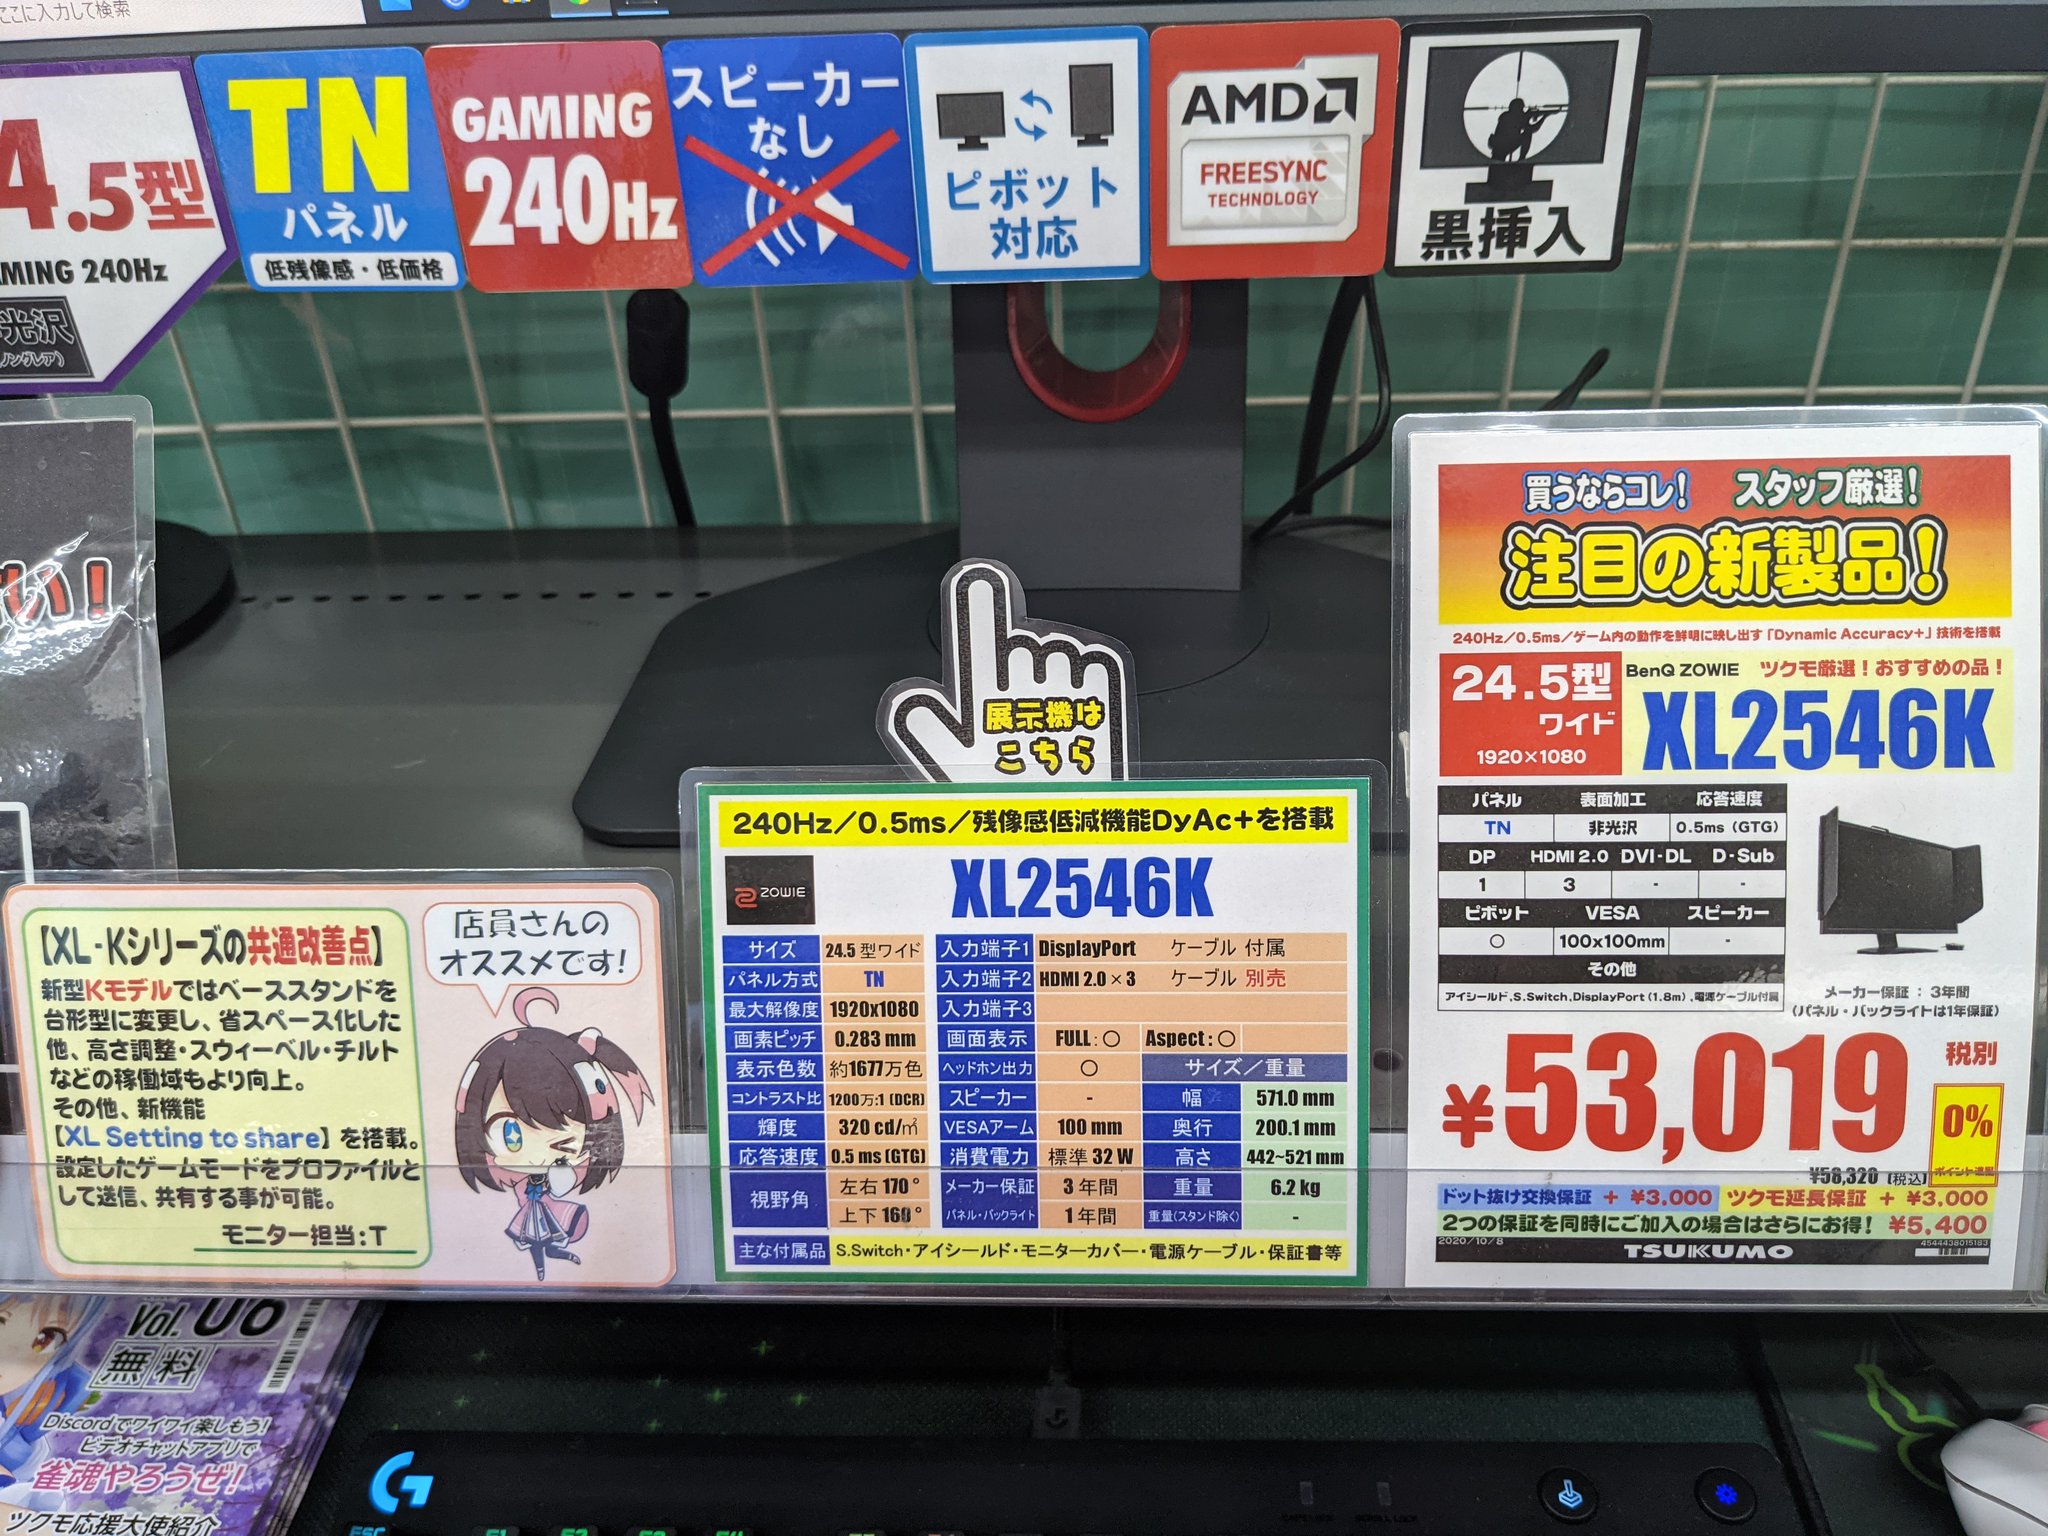 ここに入力して検索
4.5型
MING 240Hz
光沢
(ノングレア)
TN
パネル
低残像感・低価格
GAMING
240Hz
スピーカー
なし
ピボット
対応
AMD
FREESYNC
TECHNOLOGY
黒挿入
い!
展示機は
こちら
【XL-Kシリーズの共通改善点】
新型Kモデルではベーススタンドを
台形型に変更し、省スペース化した
他、高さ調整・スウィーベル・チルト
などの稼働域もより向上。
その他、新機能
【XL Setting to share】を搭載。
設定したゲームモードをプロファイルと
して送信、共有する事が可能。
モニター担当:T
店員さんの
オススメです!
240Hz/0.5ms/残像感低減機能DyAc+を搭載
ZOWIE
XL2546K
サイズ 24.5型ワイド 入力端子1 DisplayPort ケーブル 付属
パネル方式 TN 入力端子2 HDMI 2.0×3 ケーブル 別売
最大解像度 1920x1080 入力端子3
画素ピッチ 0.283 mm 画面表示 FULL:○ Aspect:○
表示色数 約1677万色 ヘッドホン出力 ○ サイズ/重量
コントラスト比 1200万:1 (DCR) スピーカー - 幅 571.0 mm
輝度 320 cd/㎡ VESAアーム 100 mm 奥行 200.1 mm
応答速度 0.5 ms (GTG) 消費電力 標準 32 W 高さ 442~521 mm
視野角 左右 170° メーカー保証 3年間 重量 6.2 kg
上下 160° パネル・バックライト 1年間 重量(スタンド除く) -
主な付属品 S.Switch・アイシールド・モニターカバー・電源ケーブル・保証書等
買うならコレ! スタッフ厳選!
注目の新製品!
240Hz/0.5ms/ゲーム内の動作を鮮明に映し出す「Dynamic Accuracy+」技術を搭載
24.5型
ワイド
1920×1080
BenQ ZOWIE ツクモ厳選!おすすめの品!
XL2546K
パネル 表面加工 応答速度
TN 非光沢 0.5ms (GTG)
DP HDMI 2.0 DVI-DL D-Sub
1 3 - -
ピボット VESA スピーカー
○ 100x100mm -
その他
アイシールド,S.Switch,DisplayPort(1.8m),電源ケーブル付属
メーカー保証 : 3年間
(パネル・バックライトは1年保証)
¥53,019 税別
0%
ポイント進呈
¥58,320 (税込)
ドット抜け交換保証 + ¥3,000 ツクモ延長保証 + ¥3,000
2つの保証を同時にご加入の場合はさらにお得! ¥5,400
2020/10/8
TSUKUMO
4544438015183
Vol. 06
無料
Discordでワイワイ楽しもう!
ビデオチャットアプリで
雀魂やろうぜ!
ツクモ応援大使紹介
G
ESC F1 F2 F3 F4
CAPS LOCK SCROLL LOCK